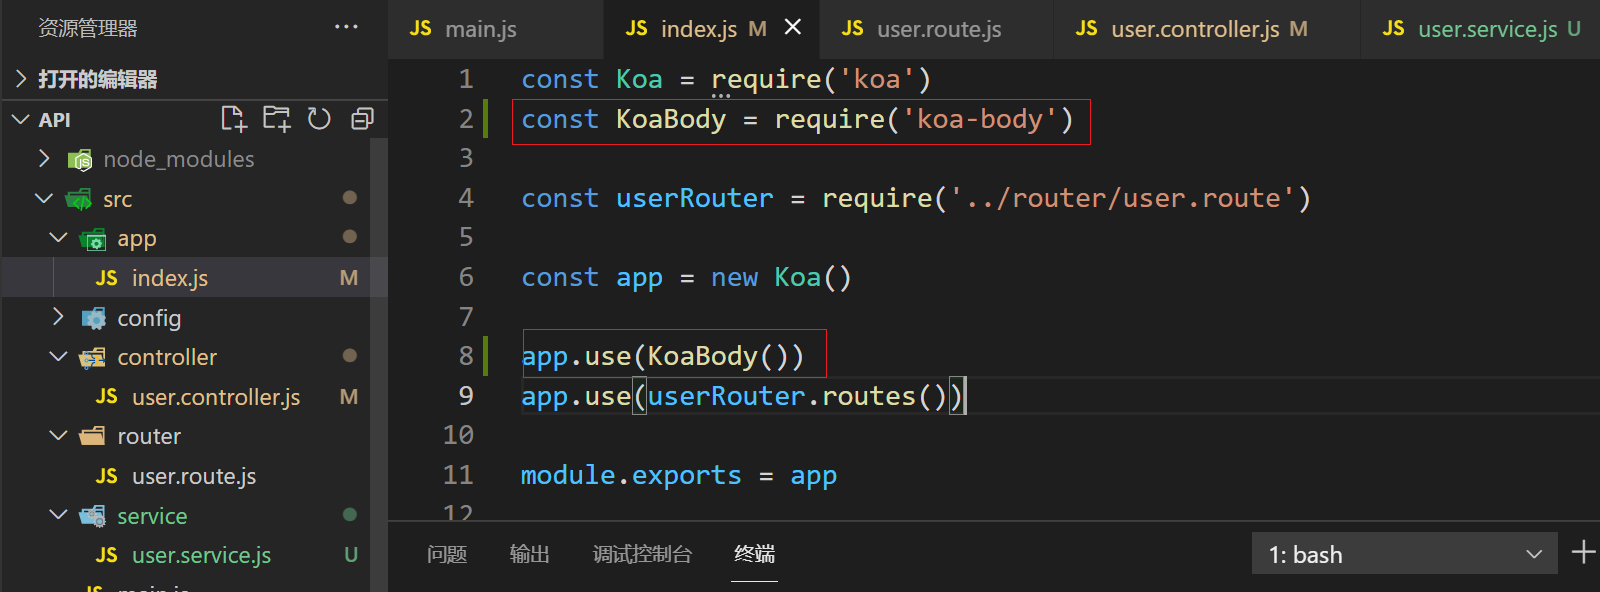 资源管理器 ···
打开的编辑器
API
node_modules
src
app
JS index.js M
config
controller
JS user.controller.js M
router
JS user.route.js
service
JS user.service.js U
JS main.js
JS main.js JS index.js M JS user.route.js JS user.controller.js M JS user.service.js U
1 const Koa = require('koa')
2 const KoaBody = require('koa-body')
3
4 const userRouter = require('../router/user.route')
5
6 const app = new Koa()
7
8 app.use(KoaBody())
9 app.use(userRouter.routes())
10
11 module.exports = app
12
问题 输出 调试控制台 终端 1: bash